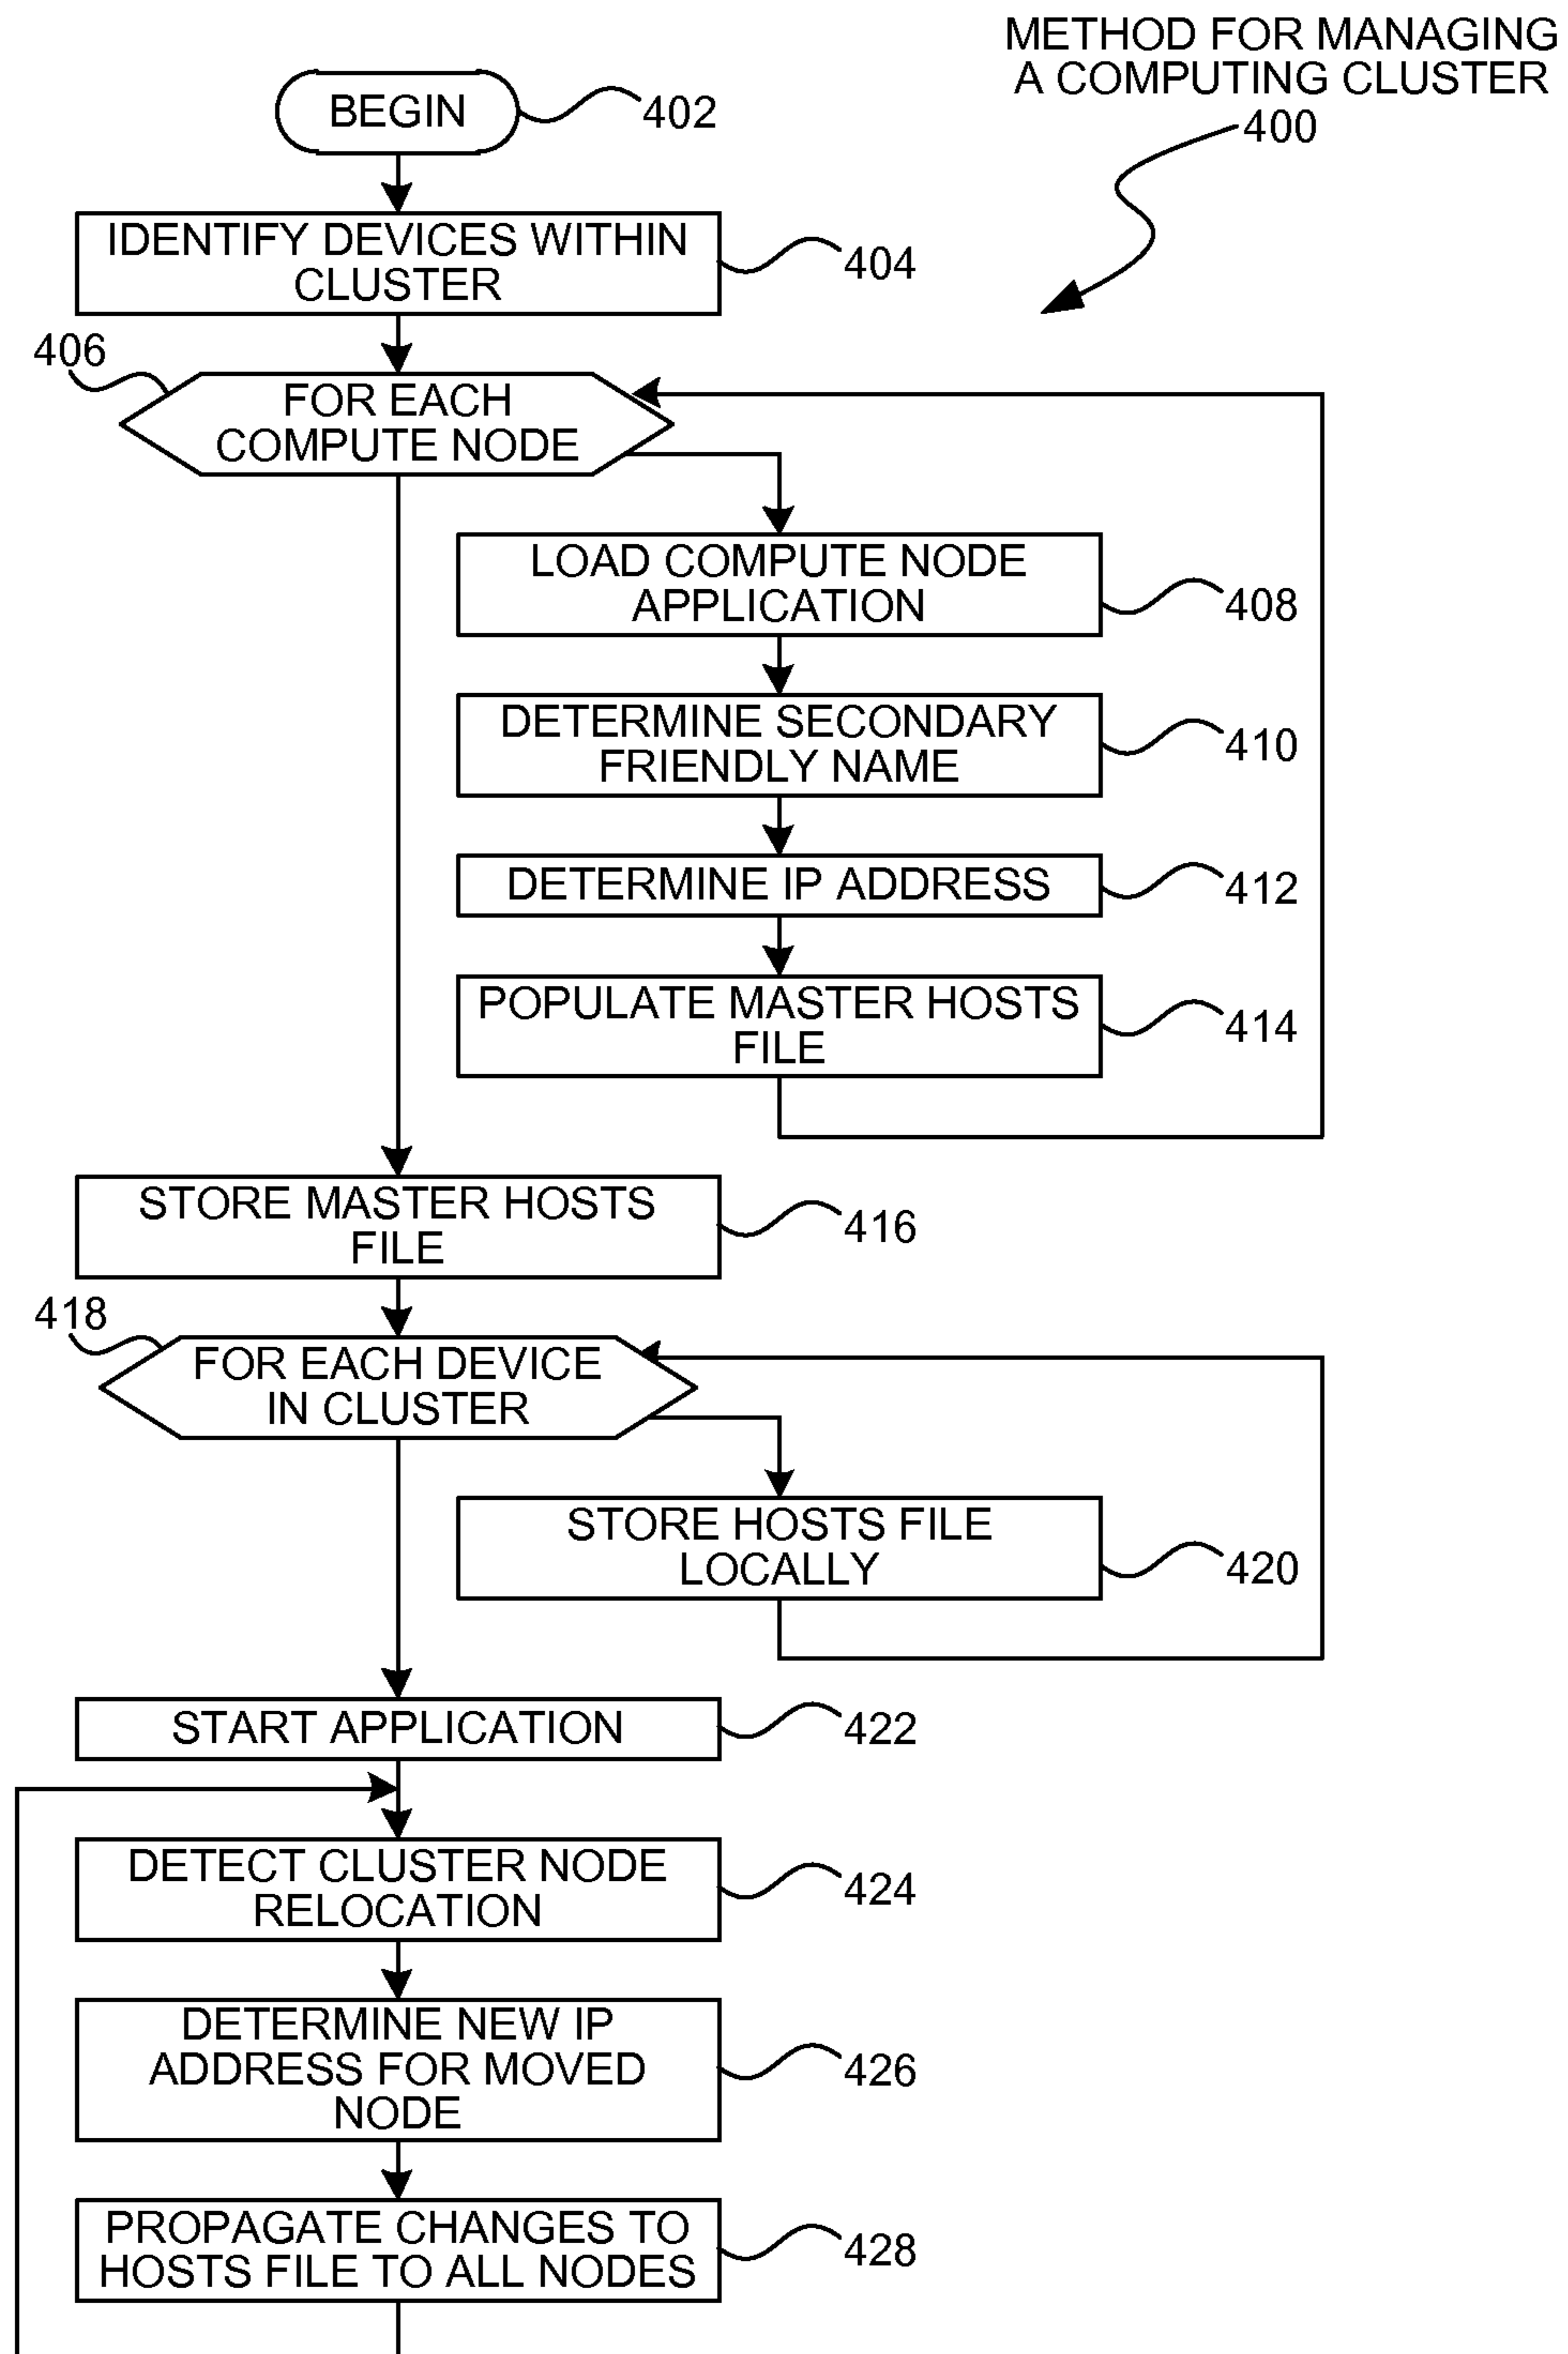 METHOD FOR MANAGING
A COMPUTING CLUSTER
400
BEGIN
402
IDENTIFY DEVICES WITHIN
CLUSTER
404
406
FOR EACH
COMPUTE NODE
LOAD COMPUTE NODE
APPLICATION
408
DETERMINE SECONDARY
FRIENDLY NAME
410
DETERMINE IP ADDRESS
412
POPULATE MASTER HOSTS
FILE
414
STORE MASTER HOSTS
FILE
416
418
FOR EACH DEVICE
IN CLUSTER
STORE HOSTS FILE
LOCALLY
420
START APPLICATION
422
DETECT CLUSTER NODE
RELOCATION
424
DETERMINE NEW IP
ADDRESS FOR MOVED
NODE
426
PROPAGATE CHANGES TO
HOSTS FILE TO ALL NODES
428